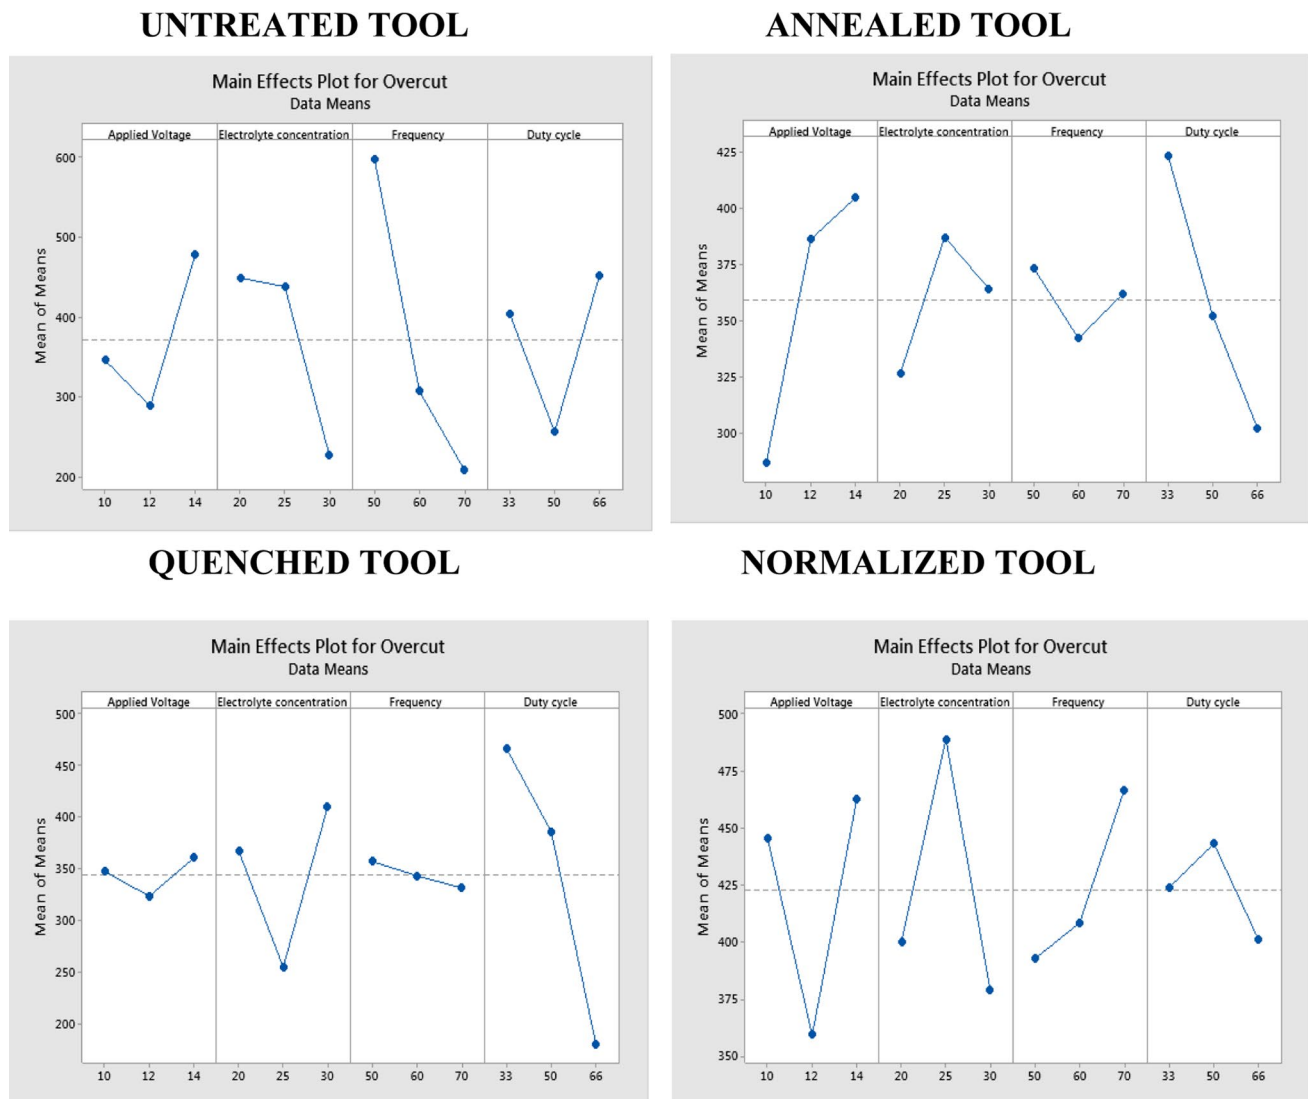 UNTREATED TOOL
Main Effects Plot for Overcut
Data Means
Applied Voltage Electrolyte concentration Frequency Duty cycle
Mean of Means
600
500
400
300
200
10 12 14 20 25 30 50 60 70 33 50 66
ANNEALED TOOL
Main Effects Plot for Overcut
Data Means
Applied Voltage Electrolyte concentration Frequency Duty cycle
Mean of Means
425
400
375
350
325
300
10 12 14 20 25 30 50 60 70 33 50 66
QUENCHED TOOL
Main Effects Plot for Overcut
Data Means
Applied Voltage Electrolyte concentration Frequency Duty cycle
Mean of Means
500
450
400
350
300
250
200
10 12 14 20 25 30 50 60 70 33 50 66
NORMALIZED TOOL
Main Effects Plot for Overcut
Data Means
Applied Voltage Electrolyte concentration Frequency Duty cycle
Mean of Means
500
475
450
425
400
375
350
10 12 14 20 25 30 50 60 70 33 50 66